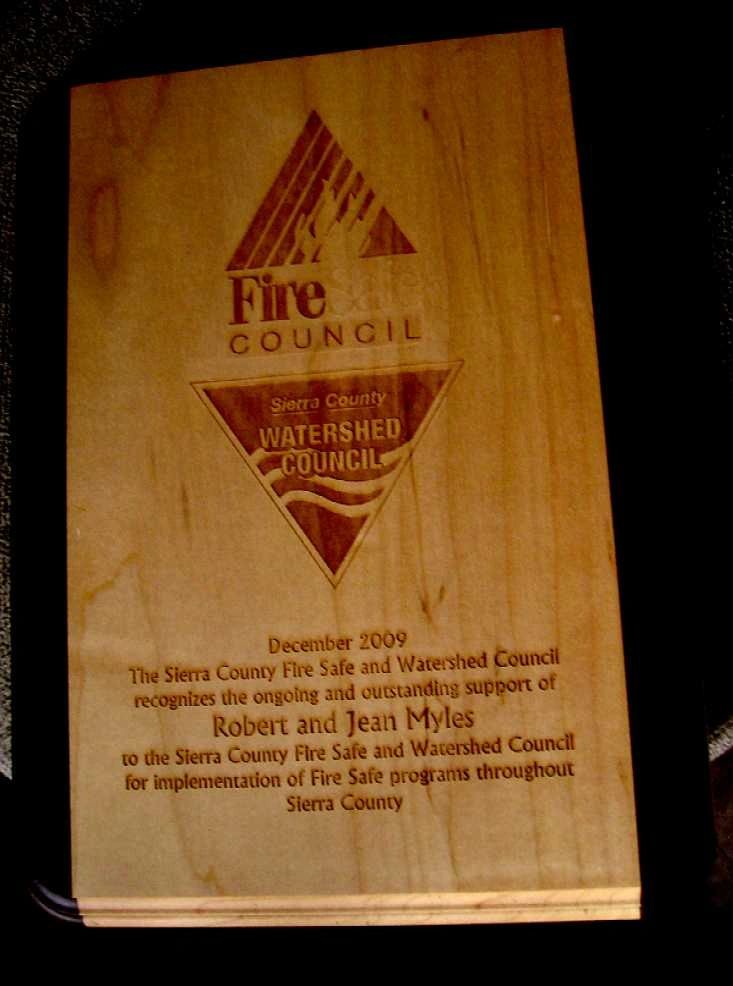 Fire Safe
COUNCIL
Sierra County
WATERSHED
COUNCIL
December 2009
The Sierra County Fire Safe and Watershed Council
recognizes the ongoing and outstanding support of
Robert and Jean Myles
to the Sierra County Fire Safe and Watershed Council
for implementation of Fire Safe programs throughout
Sierra County